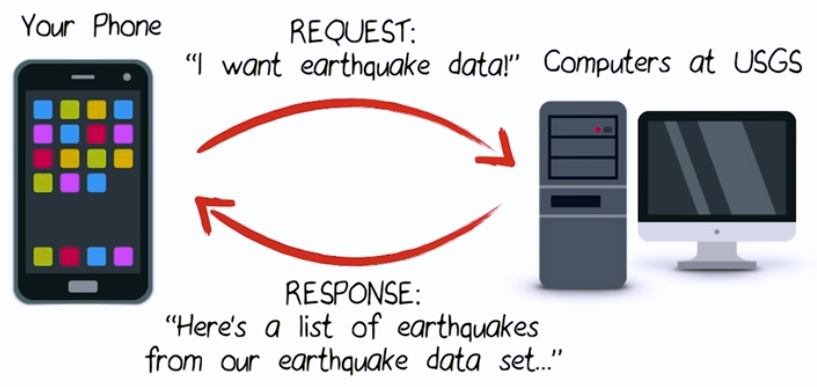 Your Phone
REQUEST:
“I want earthquake data!”
Computers at USGS
RESPONSE:
“Here's a list of earthquakes
from our earthquake data set...”